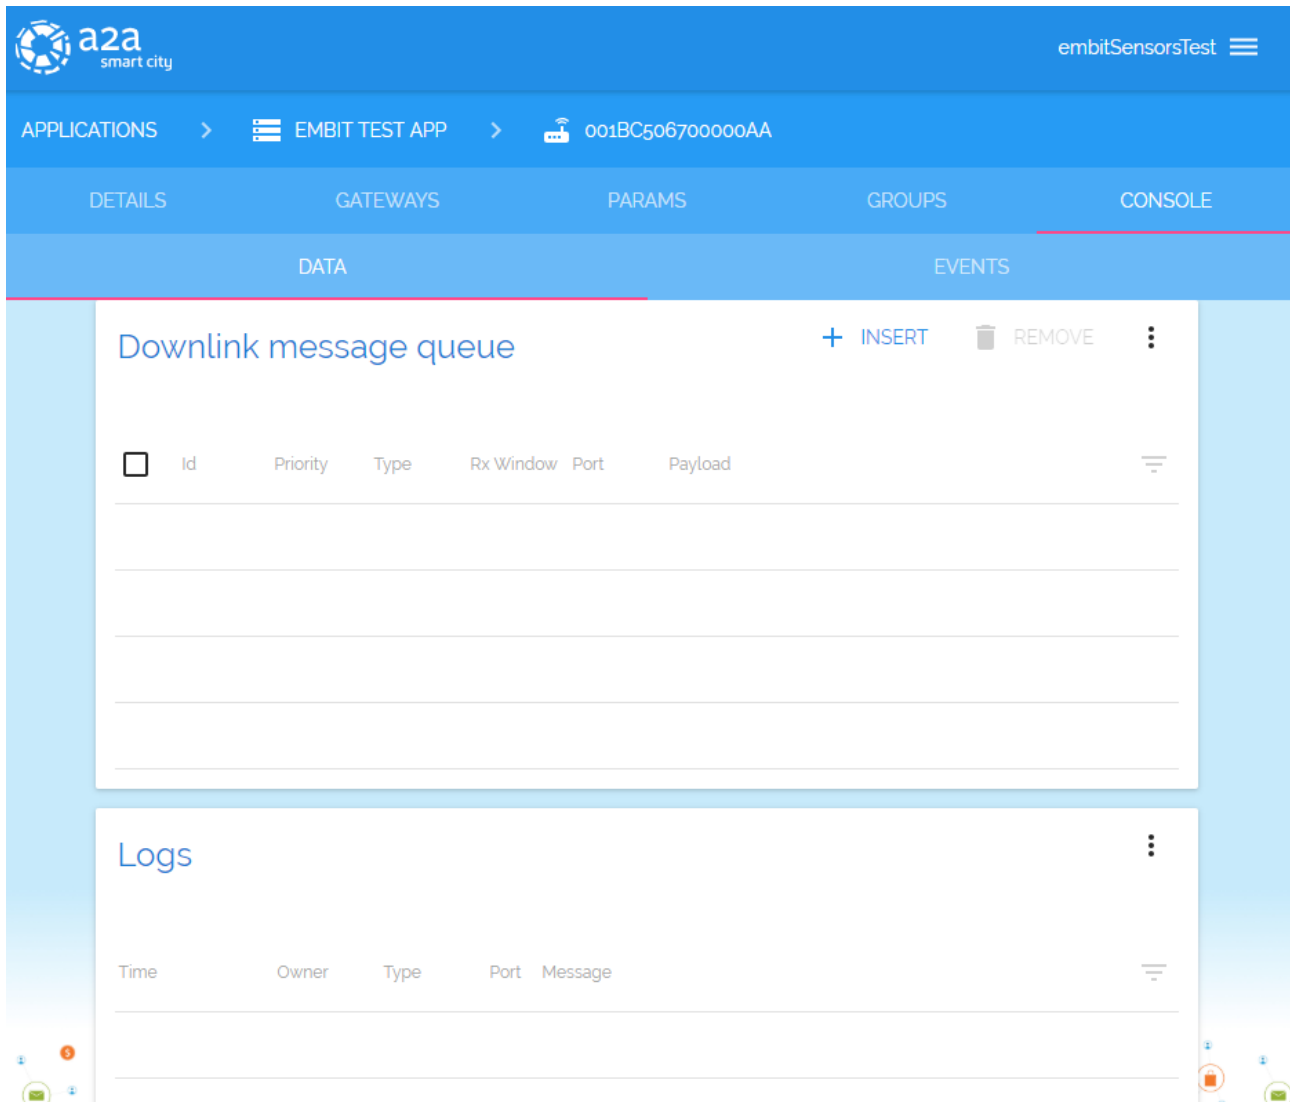 a2a
smart city
embitSensorsTest
APPLICATIONS > EMBIT TEST APP > 001BC506700000AA
DETAILS GATEWAYS PARAMS GROUPS CONSOLE
DATA EVENTS
Downlink message queue + INSERT REMOVE
Id Priority Type Rx Window Port Payload
Logs
Time Owner Type Port Message